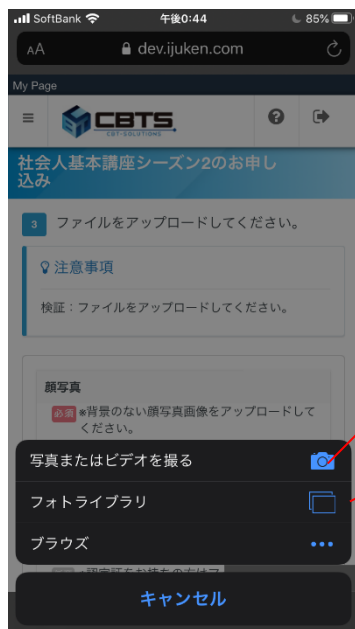 SoftBank 午後0:44 85%
AA dev.ijuken.com
My Page
CBTS
CBT-SOLUTIONS
社会人基本講座シーズン2のお申し
込み
3 ファイルをアップロードしてください。
注意事項
検証：ファイルをアップロードしてください。
顔写真
必須 ※背景のない顔写真画像をアップロードして
ください。
写真またはビデオを撮る
フォトライブラリ
ブラウズ
キャンセル